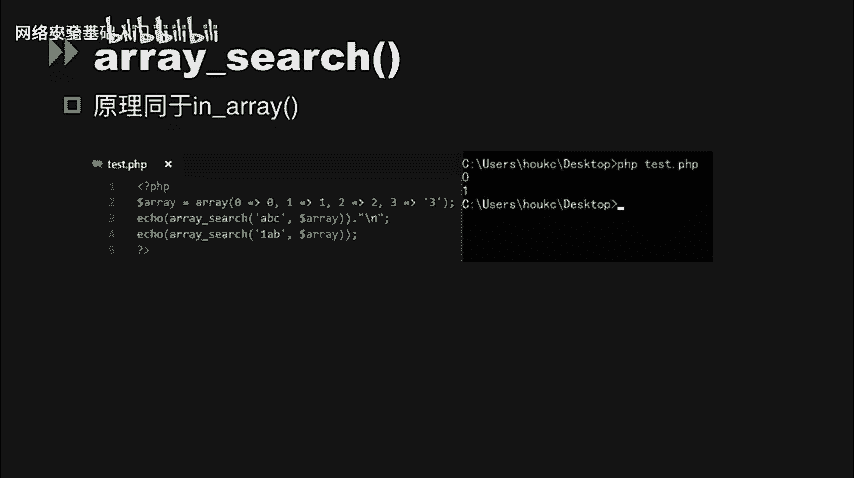 网络安全基础入门 bilibili
array_search()
原理同于in_array()
test.php ×
1 <?php
2 $array = array(0 => 0, 1 => 1, 2 => 2, 3 => '3');
3 echo(array_search('abc', $array))."\n";
4 echo(array_search('1ab', $array));
5 ?>
C:\Users\houkc\Desktop>php test.php
0
1
C:\Users\houkc\Desktop>_